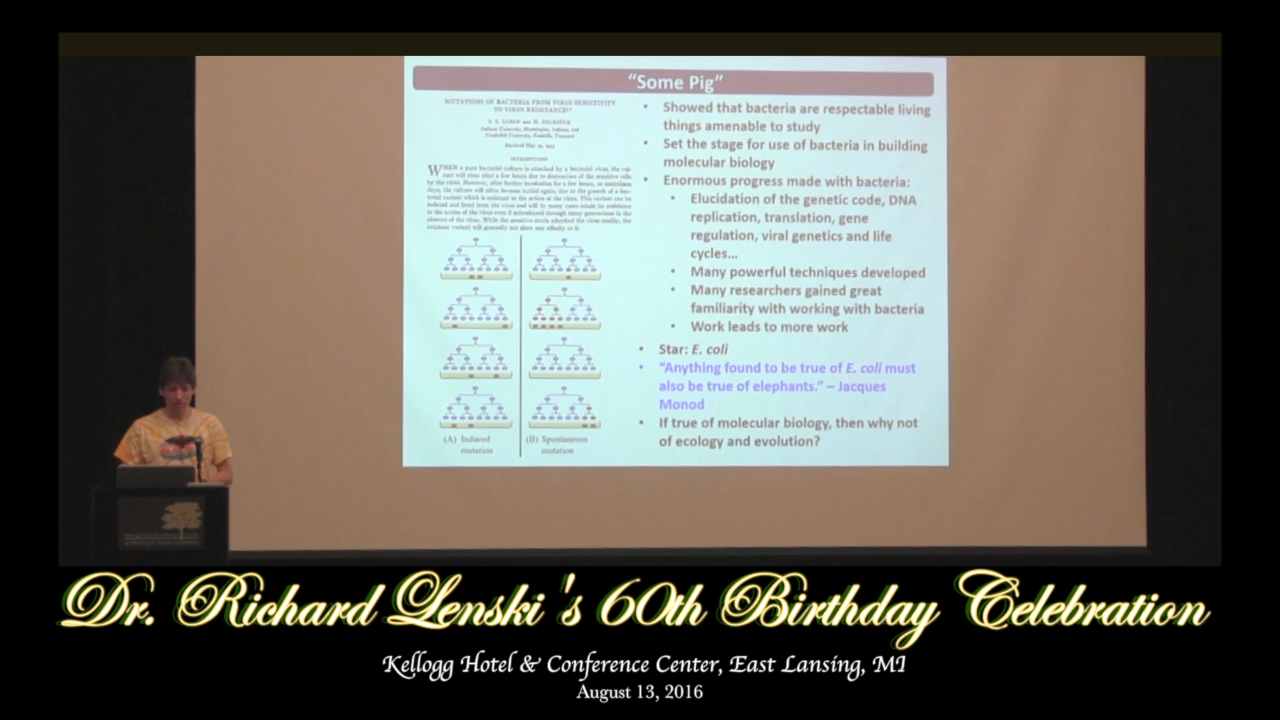 "Some Pig"
MUTATIONS OF BACTERIA FROM VIRUS SENSITIVITY
TO VIRUS RESISTANCE
S. E. LURIA AND M. DELBRÜCK
Indiana University, Bloomington, Indiana, and
Vanderbilt University, Nashville, Tennessee
Received May
INTRODUCTION
WHEN a pure bacterial culture is attacked by a bacterial virus, the cul-
ture will clear after a few hours due to destruction of the sensitive cells
by the virus. However, after further incubation for a few hours, or sometimes
days, the culture will often become turbid again, due to the growth of a bac-
terial variant which is resistant to the action of the virus. This variant can be
isolated and freed from the virus and will in many cases retain its resistance
to the action of the virus even if subcultured through many generations in the
absence of the virus. While the sensitive strain adsorbed the virus readily, the
resistant variant will generally not show any affinity to it.
(A) Induced
mutation
(B) Spontaneous
mutation
• Showed that bacteria are respectable living
things amenable to study
• Set the stage for use of bacteria in building
molecular biology
• Enormous progress made with bacteria:
• Elucidation of the genetic code, DNA
replication, translation, gene
regulation, viral genetics and life
cycles...
• Many powerful techniques developed
• Many researchers gained great
familiarity with working with bacteria
• Work leads to more work
• Star: E. coli
• "Anything found to be true of E. coli must
also be true of elephants." – Jacques
Monod
• If true of molecular biology, then why not
of ecology and evolution?
Dr. Richard Lenski's 60th Birthday Celebration
Kellogg Hotel & Conference Center, East Lansing, MI
August 13, 2016